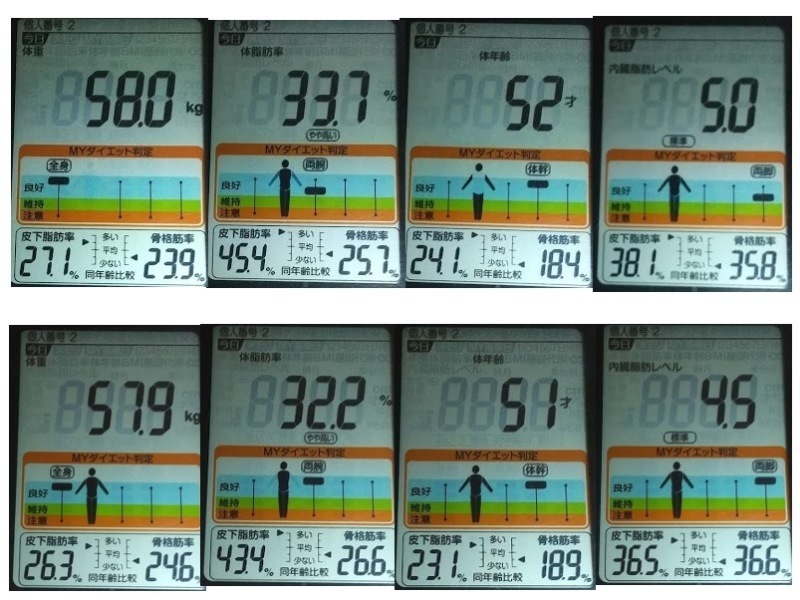 個人番号 2
今日
体重
58.0 kg
MYダイエット判定
全身
良好
維持
注意
皮下脂肪率
27.1 %
多い
平均
少ない
同年齢比較
骨格筋率
23.9 %
個人番号 2
今日
体脂肪率
33.7 %
やや高い
MYダイエット判定
両腕
良好
維持
注意
皮下脂肪率
45.4 %
多い
平均
少ない
同年齢比較
骨格筋率
25.7 %
個人番号 2
今日
体年齢
52 才
MYダイエット判定
体幹
良好
維持
注意
皮下脂肪率
24.1 %
多い
平均
少ない
同年齢比較
骨格筋率
18.4 %
個人番号 2
今日
内臓脂肪レベル
5.0
標準
MYダイエット判定
両脚
良好
維持
注意
皮下脂肪率
38.1 %
多い
平均
少ない
同年齢比較
骨格筋率
35.8 %
個人番号 2
今日
体重
57.9 kg
MYダイエット判定
全身
良好
維持
注意
皮下脂肪率
26.3 %
多い
平均
少ない
同年齢比較
骨格筋率
24.6 %
個人番号 2
今日
体脂肪率
32.2 %
やや高い
MYダイエット判定
両腕
良好
維持
注意
皮下脂肪率
43.4 %
多い
平均
少ない
同年齢比較
骨格筋率
26.6 %
個人番号 2
今日
体年齢
51 才
MYダイエット判定
体幹
良好
維持
注意
皮下脂肪率
23.1 %
多い
平均
少ない
同年齢比較
骨格筋率
18.9 %
個人番号 2
今日
内臓脂肪レベル
4.5
標準
MYダイエット判定
両脚
良好
維持
注意
皮下脂肪率
36.5 %
多い
平均
少ない
同年齢比較
骨格筋率
36.6 %